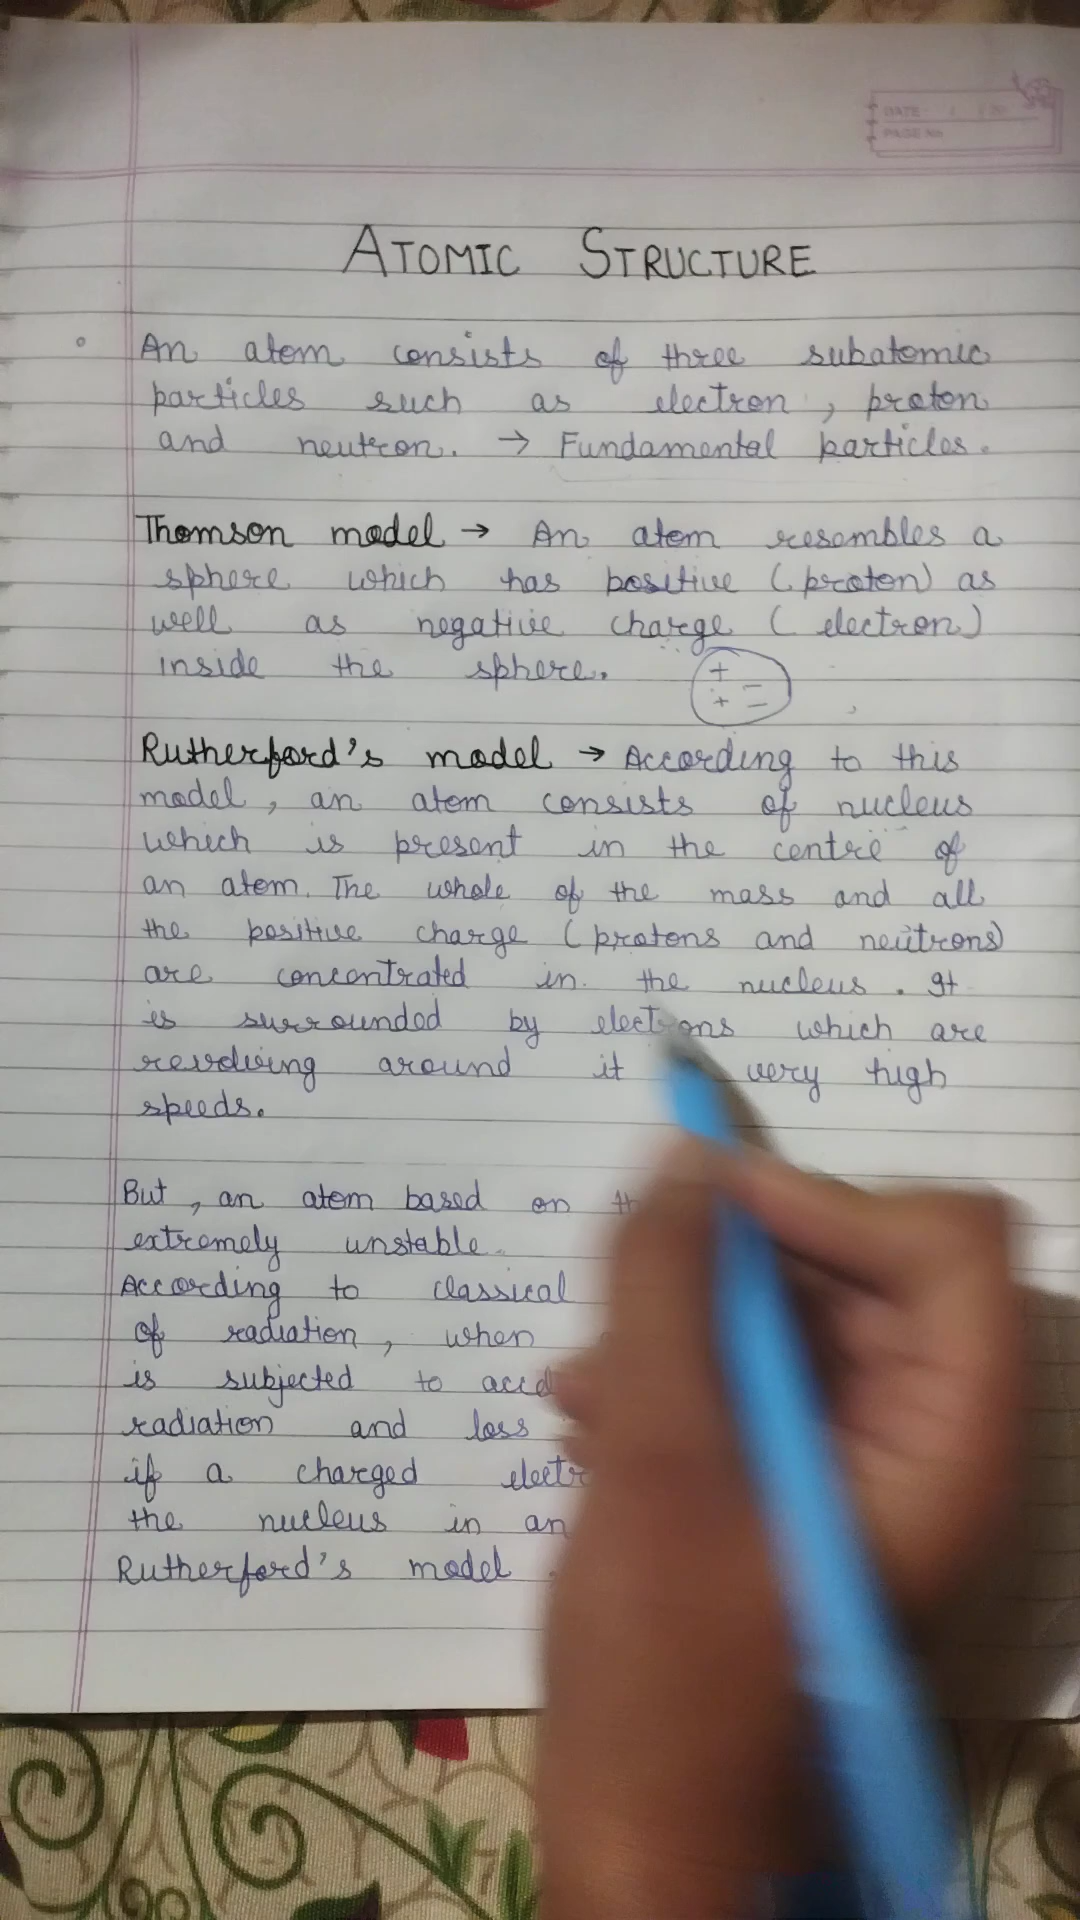 DATE
PAGE No
ATOMIC STRUCTURE
An atom consists of three subatomic
particles such as electron, proton
and neutron. → Fundamental particles.
Thomson model → An atom resembles a
sphere which has positive (proton) as
well as negative charge (electron)
inside the sphere.
+
+ =
Rutherford's model → According to this
model, an atom consists of nucleus
which is present in the centre of
an atom. The whole of the mass and all
the positive charge (protons and neutrons)
are concentrated in the nucleus. It
is surrounded by electrons which are
revolving around it very high
speeds.
But, an atom based on
extremely unstable.
According to classical
of radiation, when
is subjected to
radiation and loss
if a charged
the nucleus in an
Rutherford's model